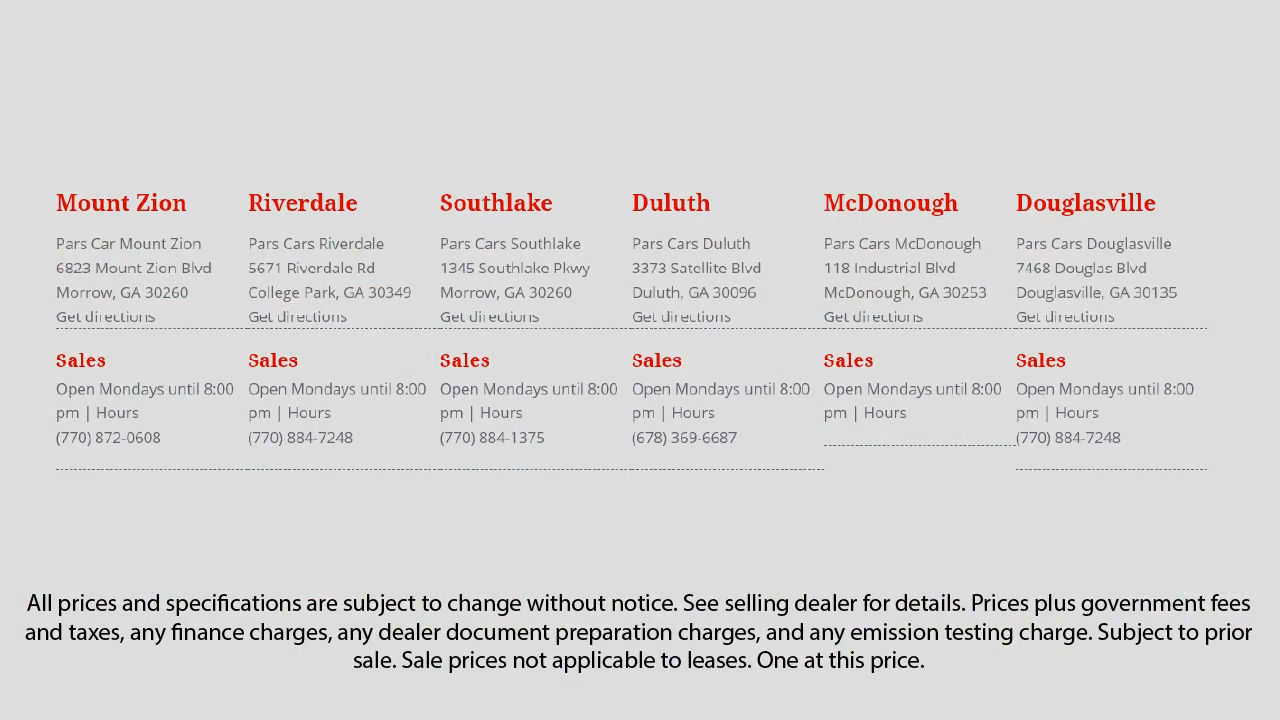 Mount Zion
Pars Car Mount Zion
6823 Mount Zion Blvd
Morrow, GA 30260
Get directions
Sales
Open Mondays until 8:00
pm | Hours
(770) 872-0608
Riverdale
Pars Cars Riverdale
5671 Riverdale Rd
College Park, GA 30349
Get directions
Sales
Open Mondays until 8:00
pm | Hours
(770) 884-7248
Southlake
Pars Cars Southlake
1345 Southlake Pkwy
Morrow, GA 30260
Get directions
Sales
Open Mondays until 8:00
pm | Hours
(770) 884-1375
Duluth
Pars Cars Duluth
3373 Satellite Blvd
Duluth, GA 30096
Get directions
Sales
Open Mondays until 8:00
pm | Hours
(678) 369-6687
McDonough
Pars Cars McDonough
118 Industrial Blvd
McDonough, GA 30253
Get directions
Sales
Open Mondays until 8:00
pm | Hours
Douglasville
Pars Cars Douglasville
7468 Douglas Blvd
Douglasville, GA 30135
Get directions
Sales
Open Mondays until 8:00
pm | Hours
(770) 884-7248
All prices and specifications are subject to change without notice. See selling dealer for details. Prices plus government fees
and taxes, any finance charges, any dealer document preparation charges, and any emission testing charge. Subject to prior
sale. Sale prices not applicable to leases. One at this price.